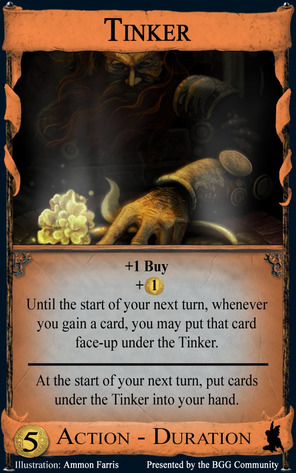 TINKER
+1 Buy
+ 1
Until the start of your next turn, whenever
you gain a card, you may put that card
face-up under the Tinker.
At the start of your next turn, put cards
under the Tinker into your hand.
5 ACTION - DURATION
Illustration: Ammon Farris Presented by the BGG Community